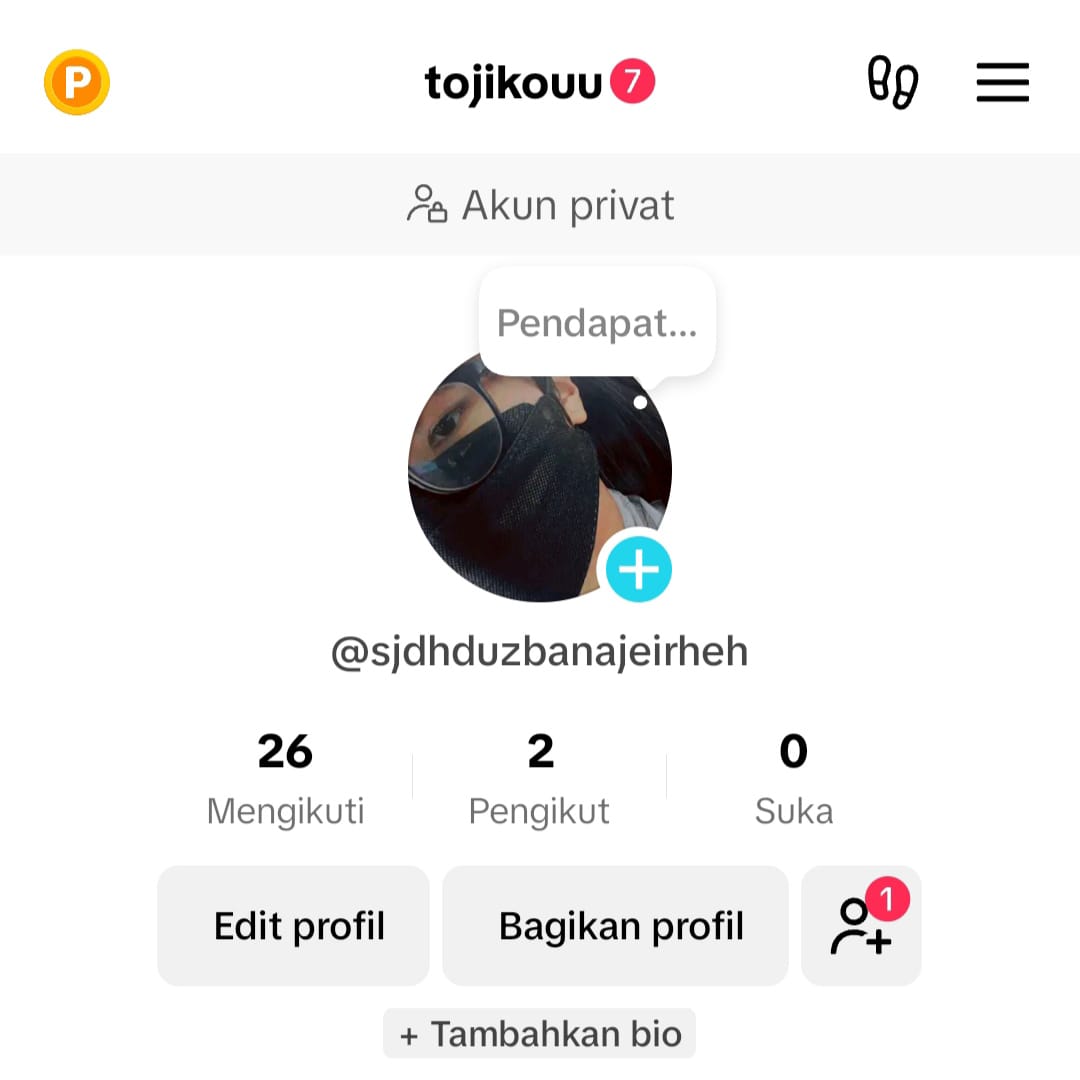 P
tojikouu 7
Akun privat
Pendapat...
@sjdhduzbanajeirheh
26 2 0
Mengikuti Pengikut Suka
1
Edit profil Bagikan profil
+ Tambahkan bio